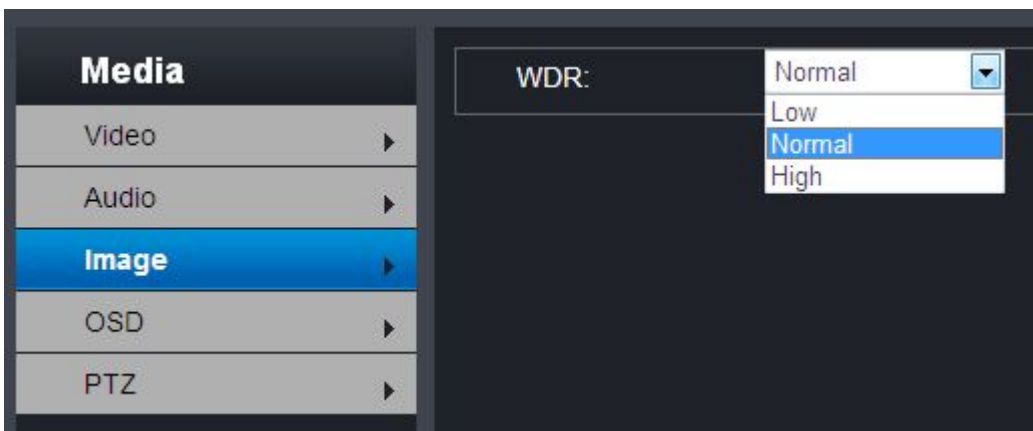 Media
Video
Audio
Image
OSD
PTZ
WDR:
Normal
Low
Normal
High